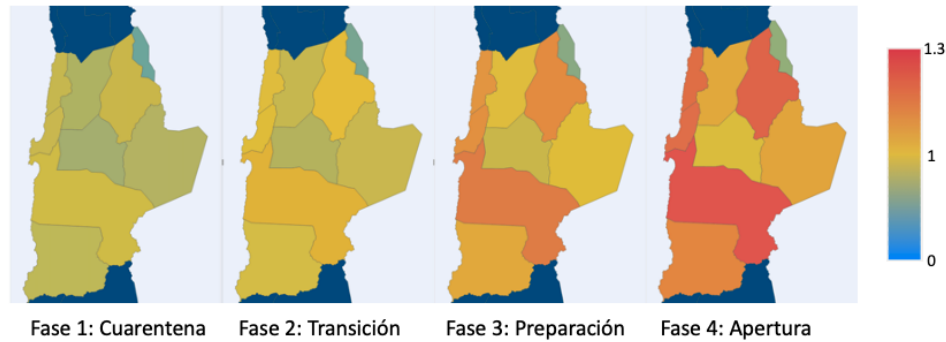 1.3
1
0
Fase 1: Cuarentena
Fase 2: Transición
Fase 3: Preparación
Fase 4: Apertura